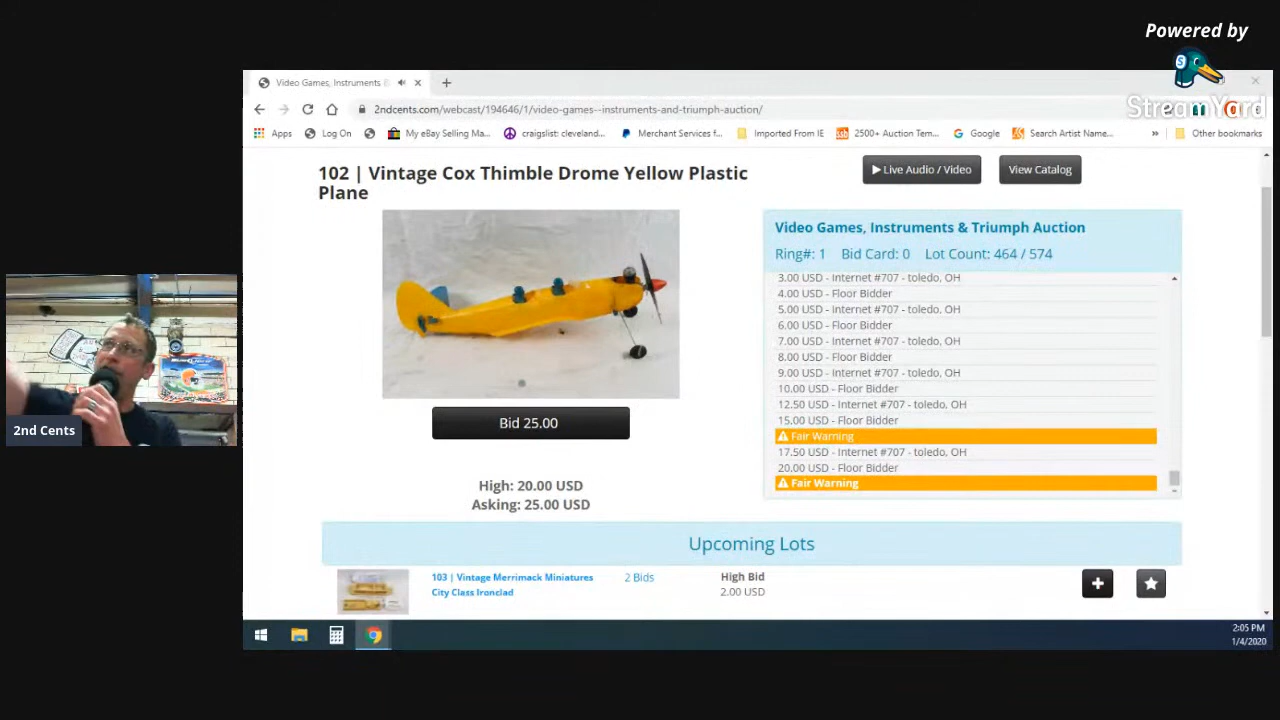 Powered by
StreamYard
Video Games, Instruments
2ndcents.com/webcast/194646/1/video-games--instruments-and-triumph-auction/
Apps
Log On
My eBay Selling Ma...
craigslist: cleveland...
Merchant Services f...
Imported From IE
2500+ Auction Tem...
Google
Search Artist Name...
»
Other bookmarks
102 | Vintage Cox Thimble Drome Yellow Plastic
Plane
Live Audio / Video
View Catalog
Video Games, Instruments & Triumph Auction
Ring#: 1 Bid Card: 0 Lot Count: 464 / 574
3.00 USD - Internet #707 - toledo, OH
4.00 USD - Floor Bidder
5.00 USD - Internet #707 - toledo, OH
6.00 USD - Floor Bidder
7.00 USD - Internet #707 - toledo, OH
8.00 USD - Floor Bidder
9.00 USD - Internet #707 - toledo, OH
10.00 USD - Floor Bidder
12.50 USD - Internet #707 - toledo, OH
15.00 USD - Floor Bidder
Fair Warning
17.50 USD - Internet #707 - toledo, OH
20.00 USD - Floor Bidder
Fair Warning
Bid 25.00
High: 20.00 USD
Asking: 25.00 USD
2nd Cents
Upcoming Lots
103 | Vintage Merrimack Miniatures
City Class Ironclad
2 Bids
High Bid
2.00 USD
2:05 PM
1/4/2020